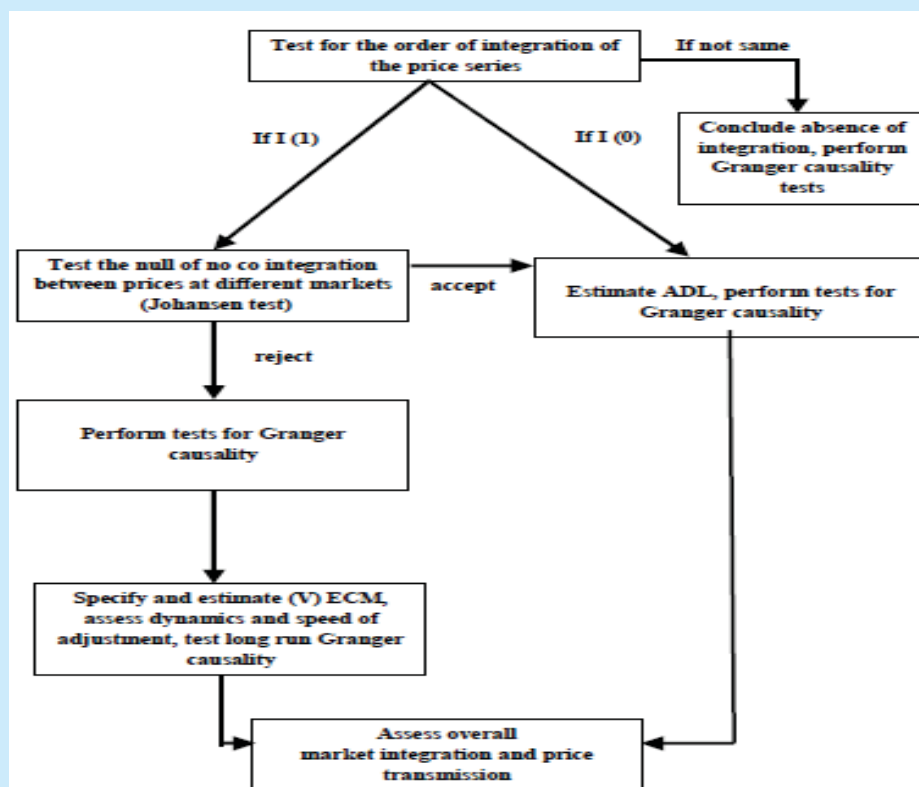 Test for the order of integration of
the price series
If not same
Conclude absence of
integration, perform
Granger causality
tests
If I (1)
If I (0)
Test the null of no co integration
between prices at different markets
(Johansen test)
accept
Estimate ADL, perform tests for
Granger causality
reject
Perform tests for Granger
causality
Specify and estimate (V) ECM,
assess dynamics and speed of
adjustment, test long run Granger
causality
Assess overall
market integration and price
transmission